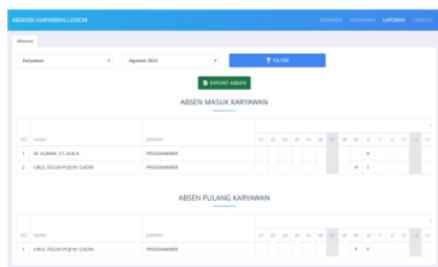 ABSENSI KARYAWAN LEXION
BERANDA KARYAWAN LAPORAN LOGOUT
Absensi
Karyawan Agustus 2022 FILTER
EXPORT ABSEN
ABSEN MASUK KARYAWAN
NO NAMA JABATAN 01 02 03 04 05 06 07 08 09 10 11 12 13 14 15
1 M. ALIMIN, S.T, M.B.A. PROGRAMMER M
2 URLIL TEGUH PUJI W. S.KOM. PROGRAMMER M I
ABSEN PULANG KARYAWAN
NO NAMA JABATAN 01 02 03 04 05 06 07 08 09 10 11 12 13 14 15
1 URLIL TEGUH PUJI W. S.KOM. PROGRAMMER P P